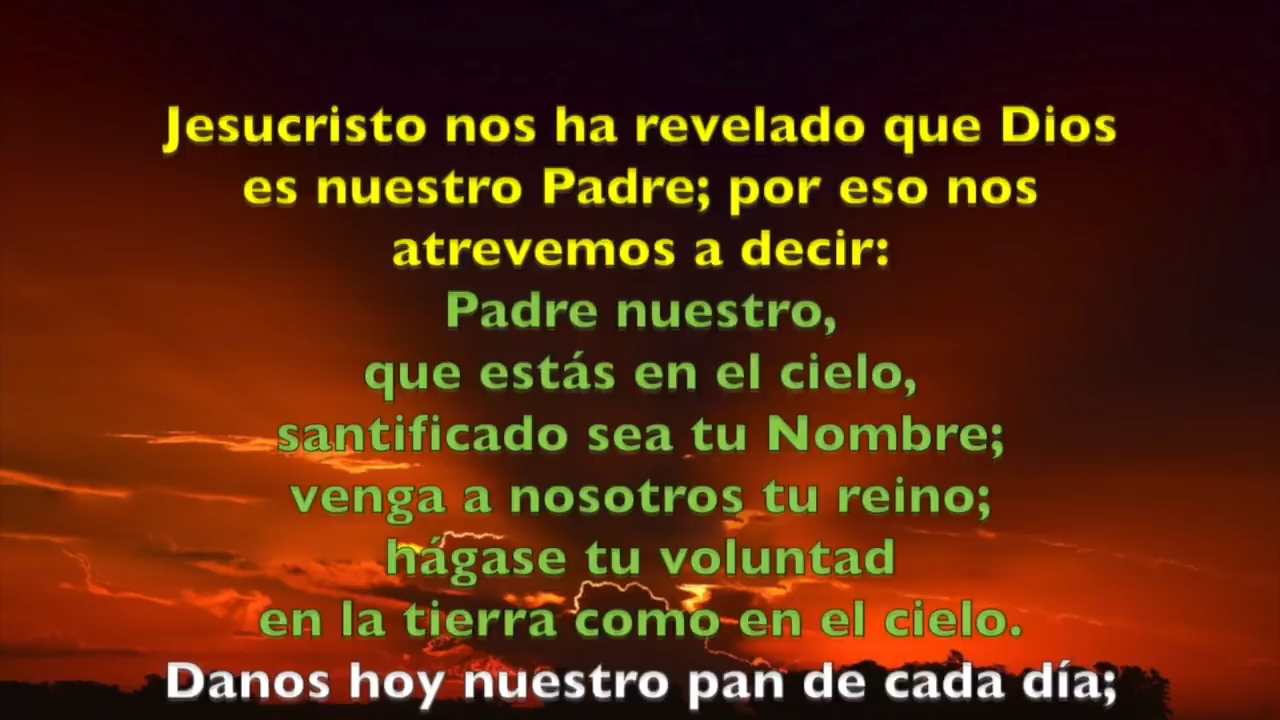 Jesucristo nos ha revelado que Dios
es nuestro Padre; por eso nos
atrevemos a decir:
Padre nuestro,
que estás en el cielo,
santificado sea tu Nombre;
venga a nosotros tu reino;
hágase tu voluntad
en la tierra como en el cielo.
Danos hoy nuestro pan de cada día;